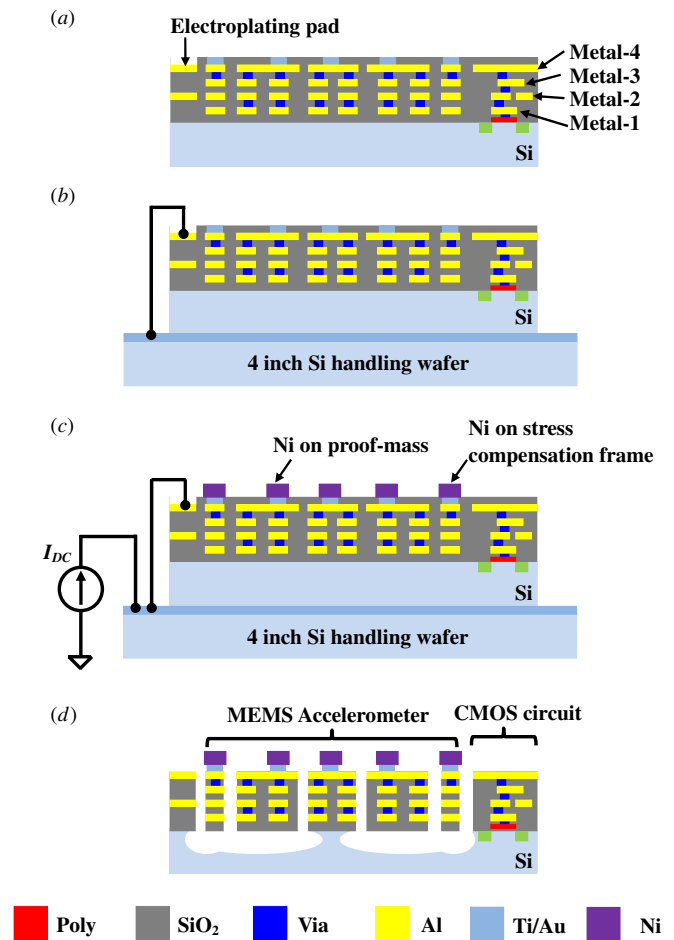 (a)
Electroplating pad
Metal-4
Metal-3
Metal-2
Metal-1
Si
(b)
Si
4 inch Si handling wafer
(c)
Ni on proof-mass
Ni on stress
compensation frame
I_DC
Si
4 inch Si handling wafer
(d)
MEMS Accelerometer
CMOS circuit
Si
Poly
SiO₂
Via
Al
Ti/Au
Ni